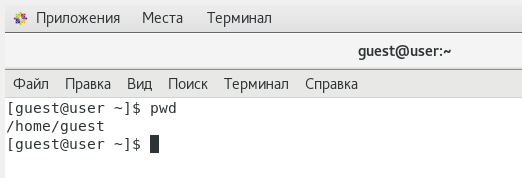 Приложения Места Терминал
guest@user:~
Файл Правка Вид Поиск Терминал Справка
[guest@user ~]$ pwd
/home/guest
[guest@user ~]$